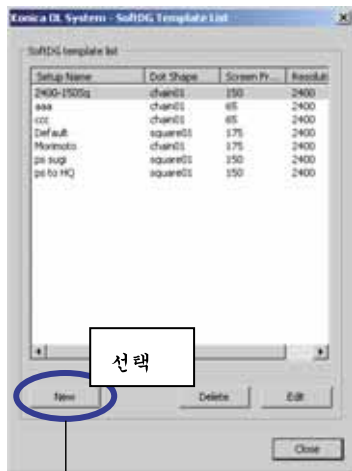 Konica DL System - SoftDG Template List
SoftDG template list
Setup Name Dot Shape Screen Fr... Resoluti
2400-150Sq chain01 150 2400
aaa chain01 65 2400
ccc chain01 65 2400
Default square01 175 2400
Morimoto chain01 175 2400
ps sugi square01 150 2400
ps to HQ square01 150 2400
선택
New Delete Edit
Close